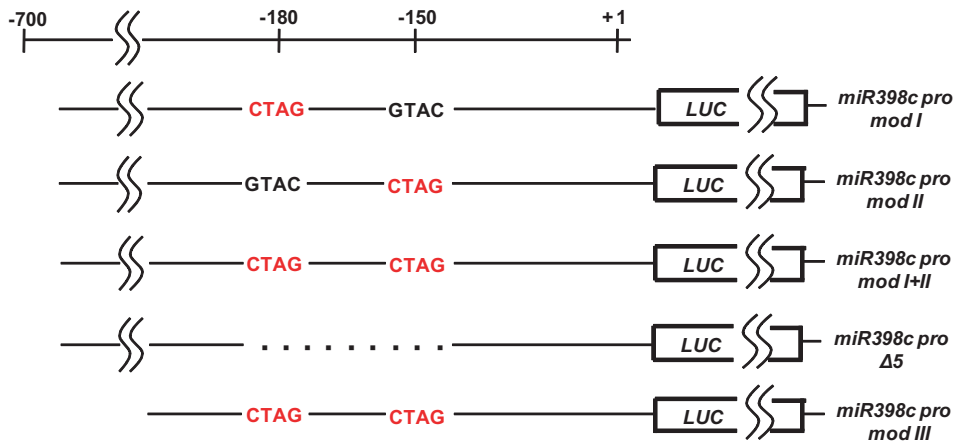 -700 -180 -150 +1
CTAG GTAC LUC miR398c pro
mod I
GTAC CTAG LUC miR398c pro
mod II
CTAG CTAG LUC miR398c pro
mod I+II
LUC miR398c pro
Δ5
CTAG CTAG LUC miR398c pro
mod III